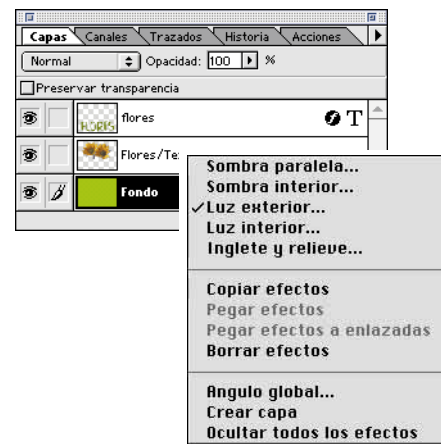 Capas Canales Trazados Historia Acciones
Normal Opacidad: 100 %
Preservar transparencia
flores T
Flores/Te
Fondo
Sombra paralela...
Sombra interior...
✓Luz exterior...
Luz interior...
Inglete y relieve...
Copiar efectos
Pegar efectos
Pegar efectos a enlazadas
Borrar efectos
Angulo global...
Crear capa
Ocultar todos los efectos